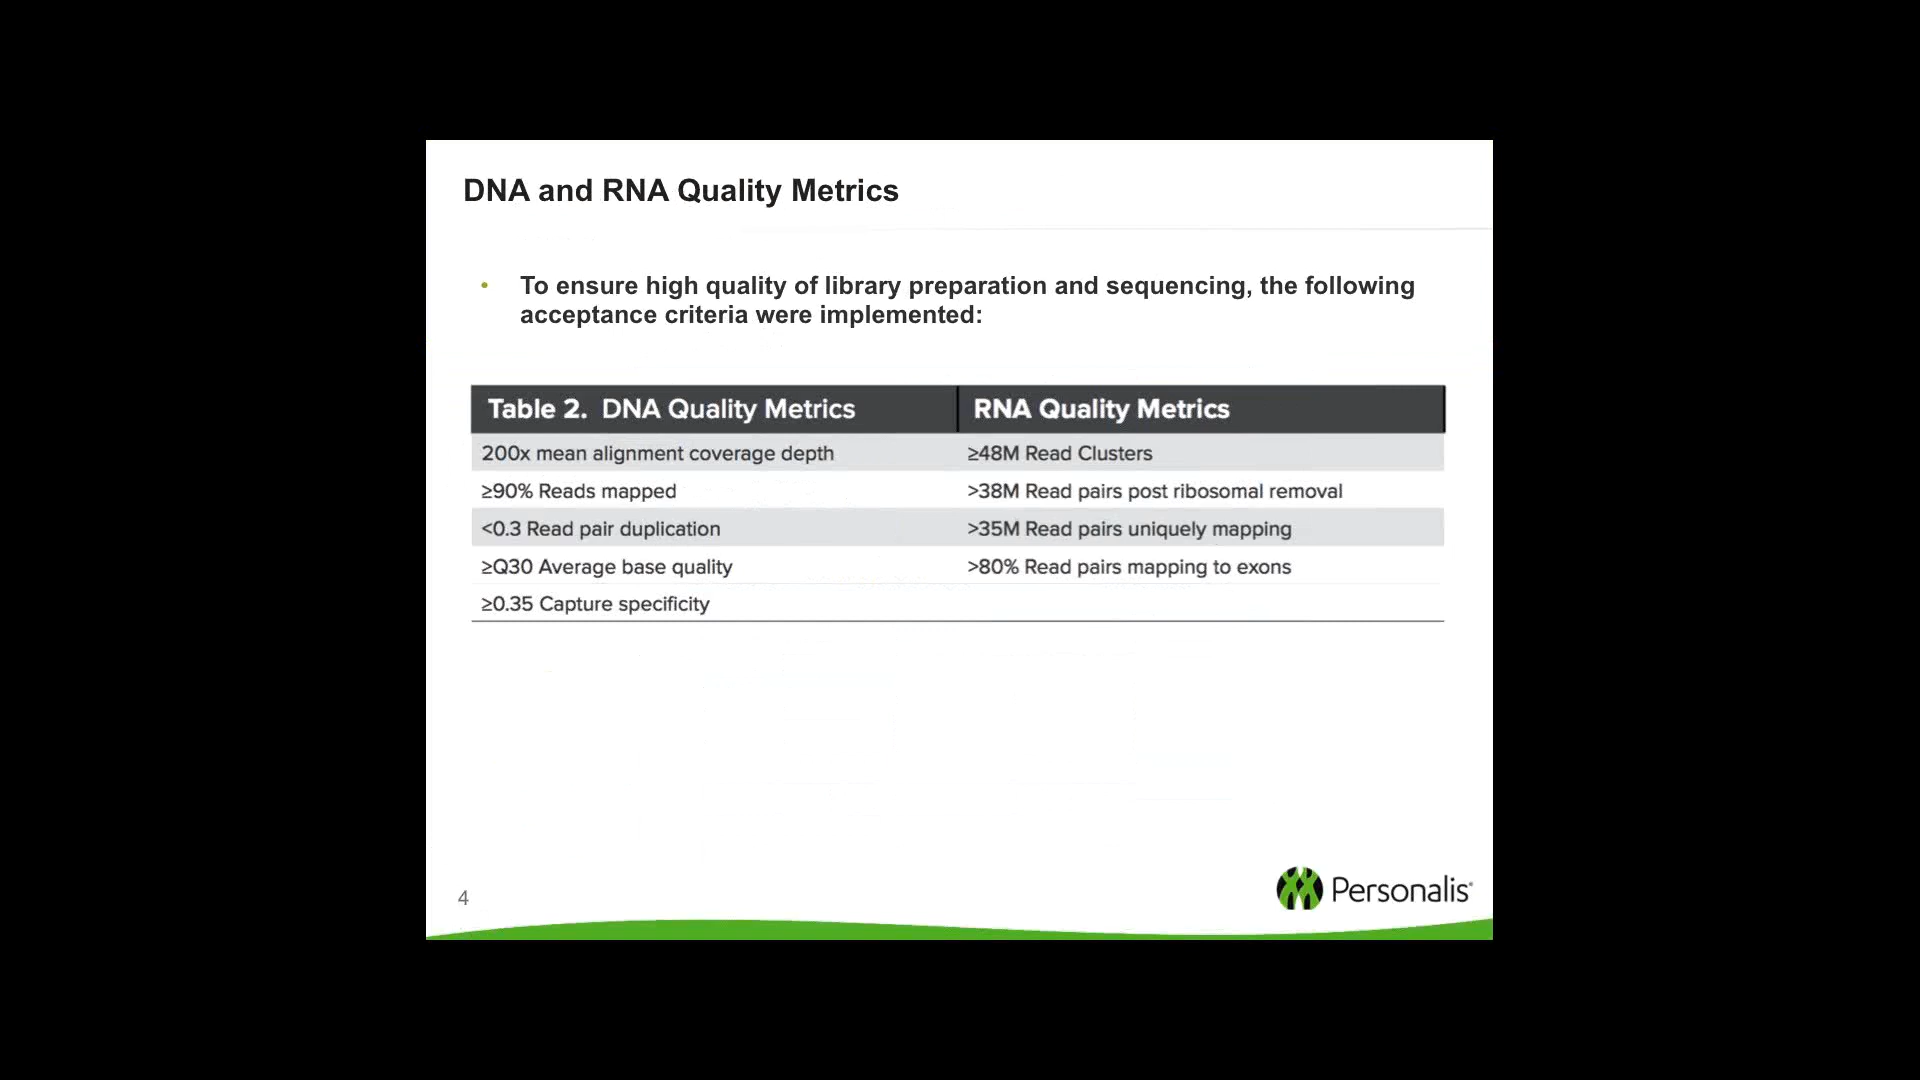 DNA and RNA Quality Metrics
• To ensure high quality of library preparation and sequencing, the following
acceptance criteria were implemented:
Table 2. DNA Quality Metrics RNA Quality Metrics
200x mean alignment coverage depth ≥48M Read Clusters
≥90% Reads mapped >38M Read pairs post ribosomal removal
<0.3 Read pair duplication >35M Read pairs uniquely mapping
≥Q30 Average base quality >80% Read pairs mapping to exons
≥0.35 Capture specificity
4
Personalis®